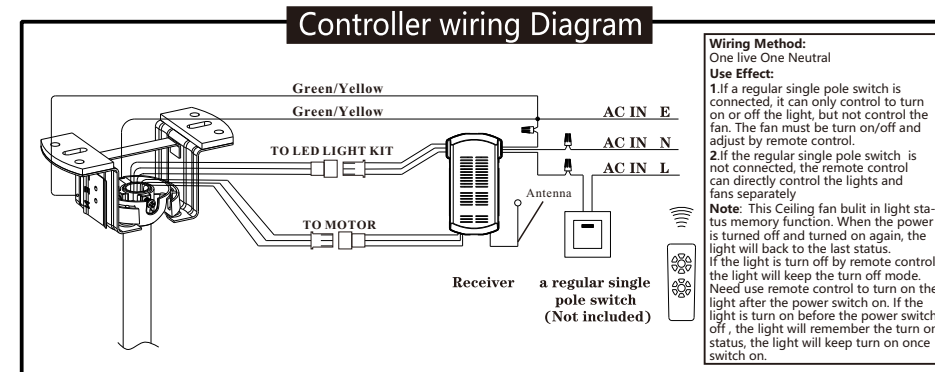 Controller wiring Diagram
Green/Yellow
Green/Yellow
AC IN E
TO LED LIGHT KIT
AC IN N
AC IN L
Antenna
TO MOTOR
Receiver
a regular single
pole switch
(Not included)
Wiring Method:
One live One Neutral
Use Effect:
1.If a regular single pole switch is
connected, it can only control to turn
on or off the light, but not control the
fan. The fan must be turn on/off and
adjust by remote control.
2.If the regular single pole switch is
not connected, the remote control
can directly control the lights and
fans separately
Note: This Ceiling fan bulit in light sta-
tus memory function. When the power
is turned off and turned on again, the
light will back to the last status.
If the light is turn off by remote control
the light will keep the turn off mode.
Need use remote control to turn on the
light after the power switch on. If the
light is turn on before the power switch
off , the light will remember the turn on
status, the light will keep turn on once
switch on.